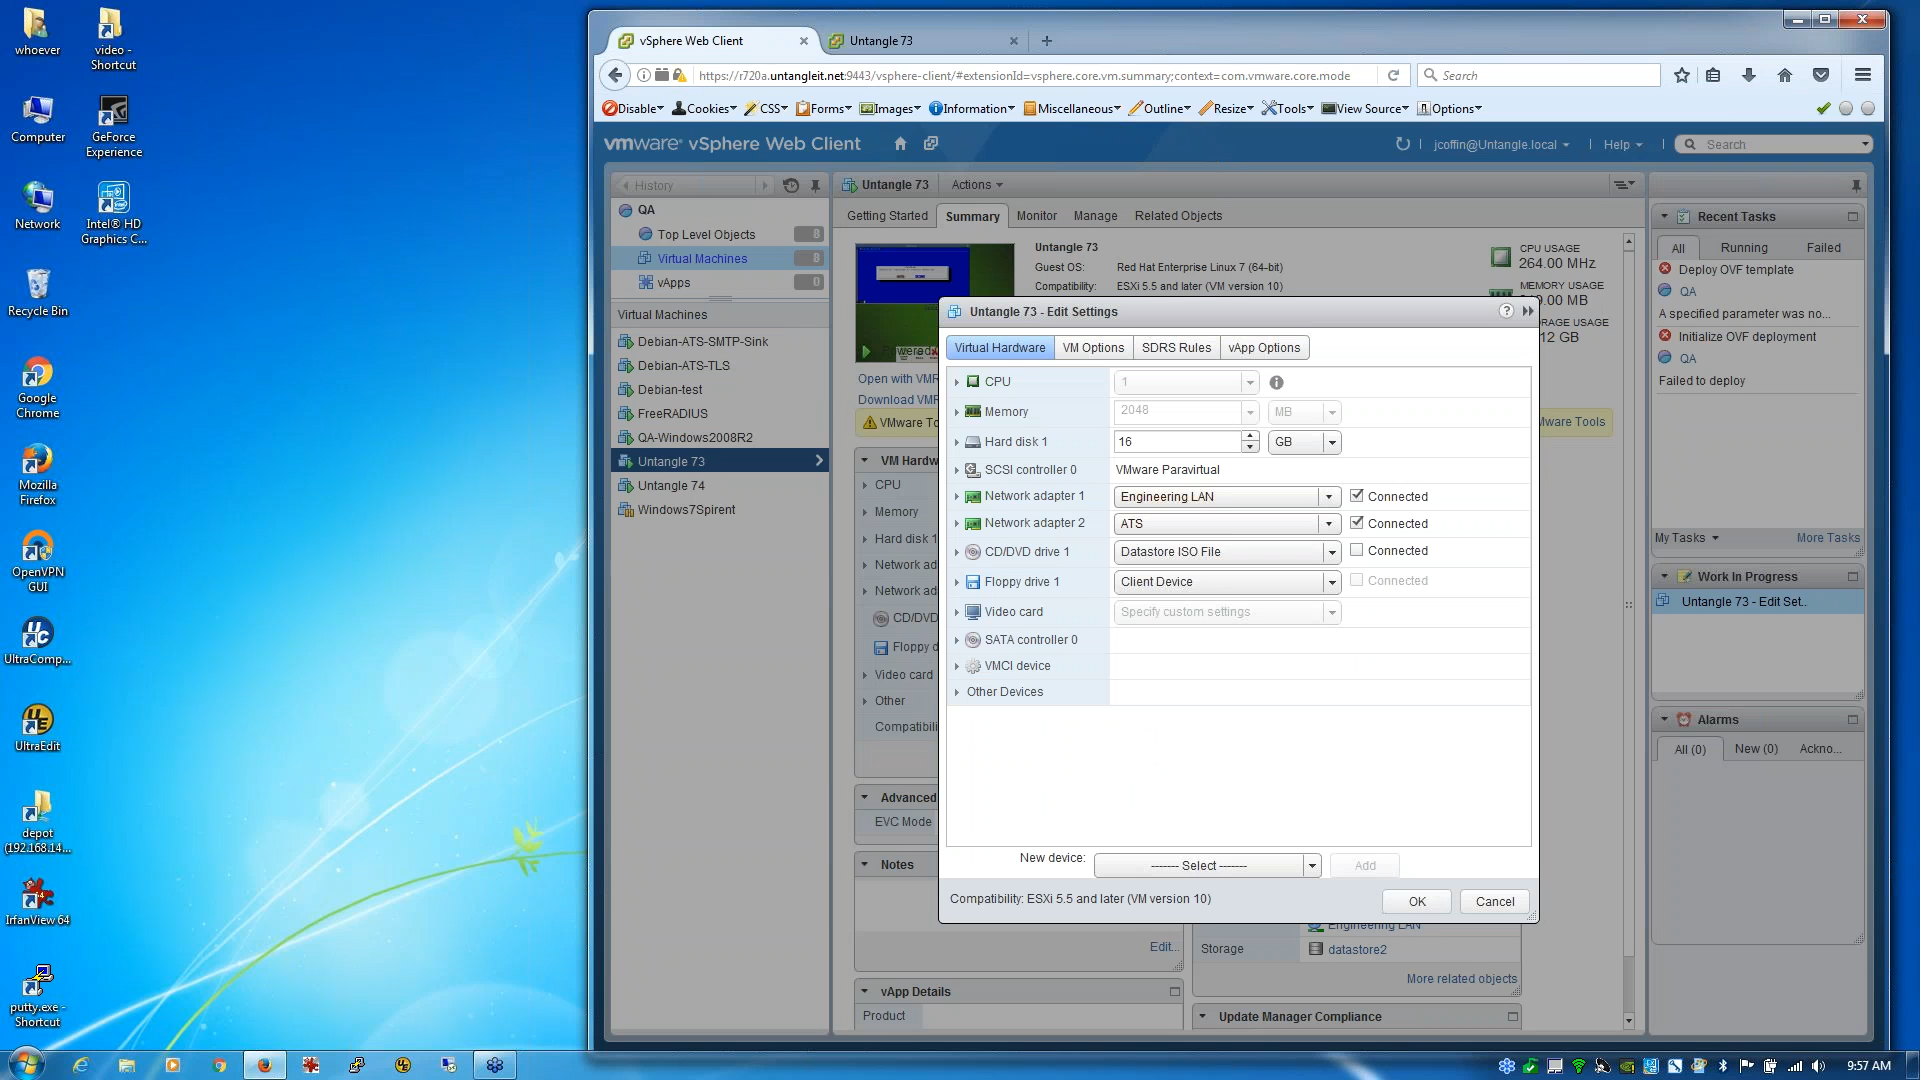 whoever
video -
Shortcut
Computer
GeForce
Experience
Network
Intel® HD
Graphics C...
Recycle Bin
Google
Chrome
Mozilla
Firefox
OpenVPN
GUI
UltraComp...
UltraEdit
depot
(192.168.14...
IrfanView 64
putty.exe -
Shortcut
vSphere Web Client
Untangle 73
https://r720a.untangleit.net:9443/vsphere-client/#extensionId=vsphere.core.vm.summary;context=com.vmware.core.mode
Search
Disable Cookies CSS Forms Images Information Miscellaneous Outline Resize Tools View Source Options
vmware® vSphere Web Client
jcoffin@Untangle.local
Help
Search
History
QA
Top Level Objects 8
Virtual Machines 8
vApps 0
Virtual Machines
Debian-ATS-SMTP-Sink
Debian-ATS-TLS
Debian-test
FreeRADIUS
QA-Windows2008R2
Untangle 73
Untangle 74
Windows7Spirent
Untangle 73 Actions
Getting Started Summary Monitor Manage Related Objects
Untangle 73
Guest OS: Red Hat Enterprise Linux 7 (64-bit)
Compatibility: ESXi 5.5 and later (VM version 10)
CPU USAGE
264.00 MHz
MEMORY USAGE
.00 MB
RAGE USAGE
12 GB
Powered
Open with VMR
Download VMR
VMware To
ware Tools
VM Hardw
CPU
Memory
Hard disk 1
Network ad
Network ad
CD/DVD
Floppy d
Video card
Other
Compatibili
Advanced
EVC Mode
Notes
Edit...
vApp Details
Product
Engineering LAN
Storage datastore2
More related objects
Update Manager Compliance
Untangle 73 - Edit Settings
Virtual Hardware VM Options SDRS Rules vApp Options
CPU 1
Memory 2048 MB
Hard disk 1 16 GB
SCSI controller 0 VMware Paravirtual
Network adapter 1 Engineering LAN Connected
Network adapter 2 ATS Connected
CD/DVD drive 1 Datastore ISO File Connected
Floppy drive 1 Client Device Connected
Video card Specify custom settings
SATA controller 0
VMCI device
Other Devices
New device: ------- Select ------- Add
Compatibility: ESXi 5.5 and later (VM version 10)
OK Cancel
Recent Tasks
All Running Failed
Deploy OVF template
QA
A specified parameter was no...
Initialize OVF deployment
QA
Failed to deploy
My Tasks More Tasks
Work In Progress
Untangle 73 - Edit Set..
Alarms
All (0) New (0) Ackno...
9:57 AM